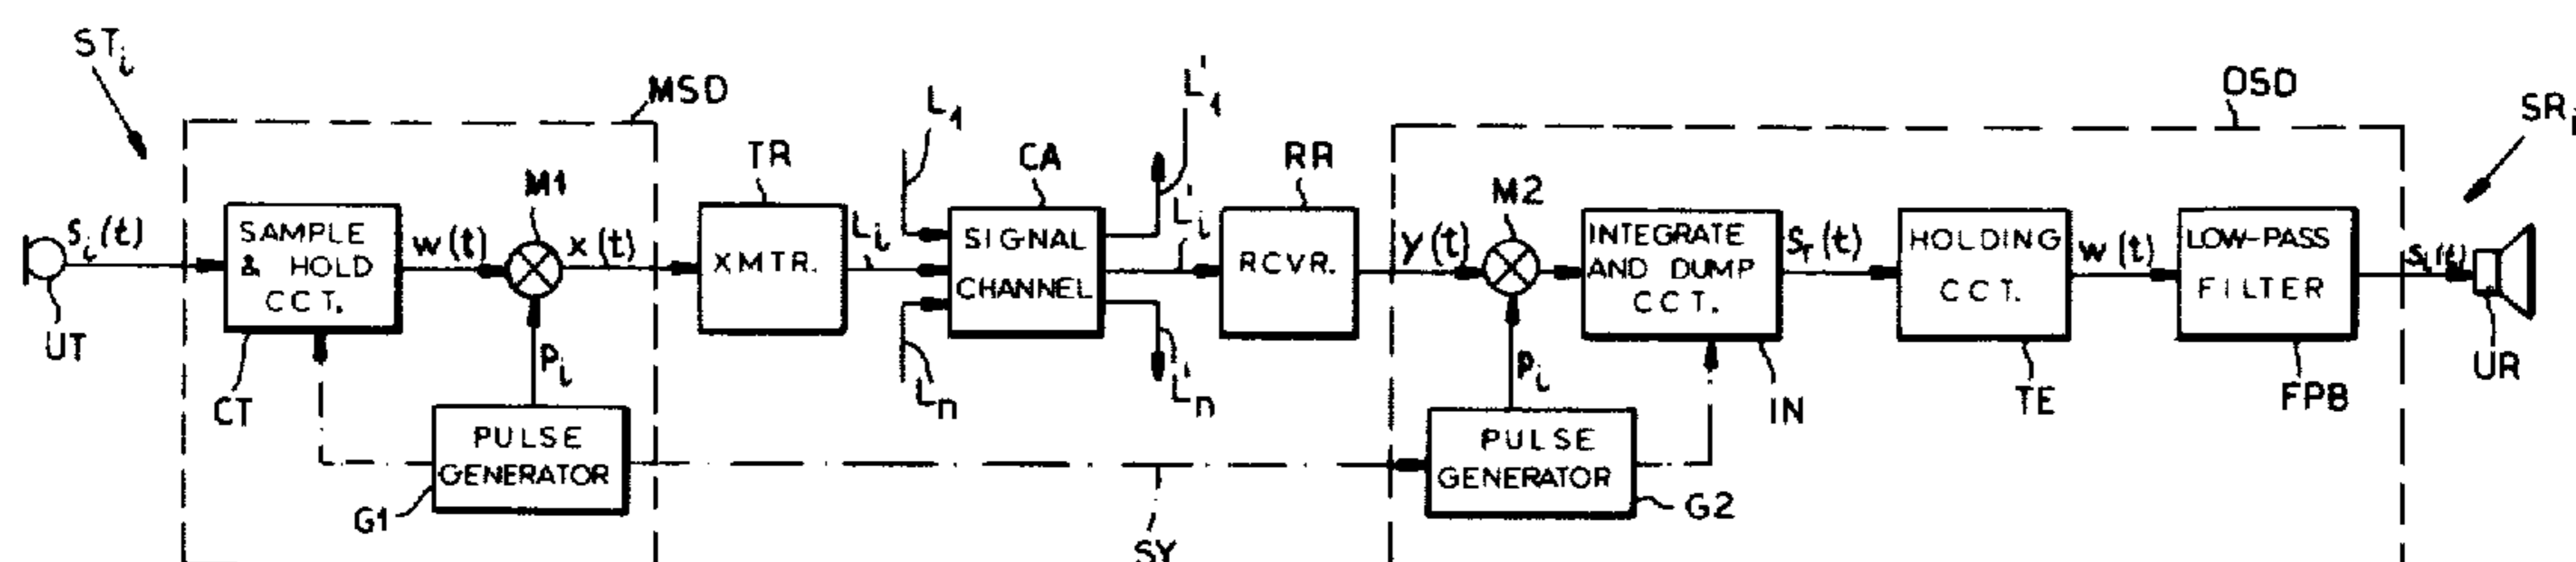 STi
MSD
OSD
SRi
TR
L1
L'1
CA
RR
M1
M2
Si(t)
SAMPLE
& HOLD
CCT.
w(t)
x(t)
XMTR.
Li
SIGNAL
CHANNEL
L'i
RCVR.
y(t)
INTEGRATE
AND DUMP
CCT.
Sr(t)
HOLDING
CCT.
w(t)
LOW-PASS
FILTER
Si(t)
UT
CT
Pi
Ln
L'n
Pi
IN
TE
FPB
UR
PULSE
GENERATOR
G1
PULSE
GENERATOR
G2
SY